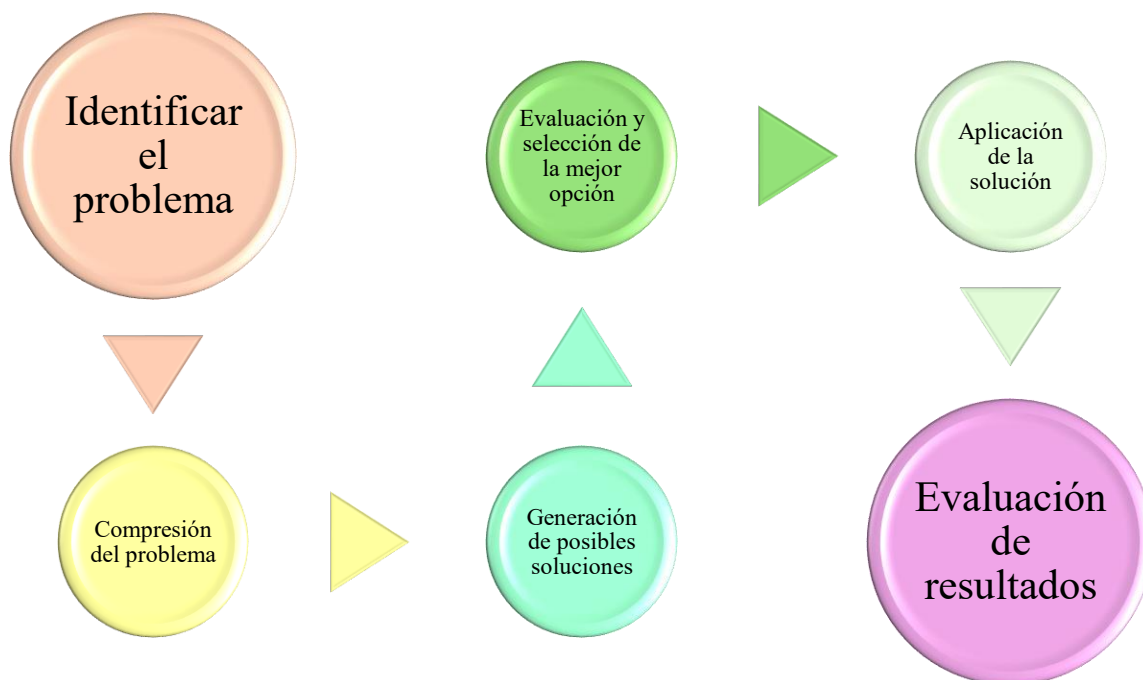 Identificar
el
problema
Compresión
del problema
Generación
de posibles
soluciones
Evaluación y
selección de
la mejor
opción
Aplicación
de la
solución
Evaluación
de
resultados